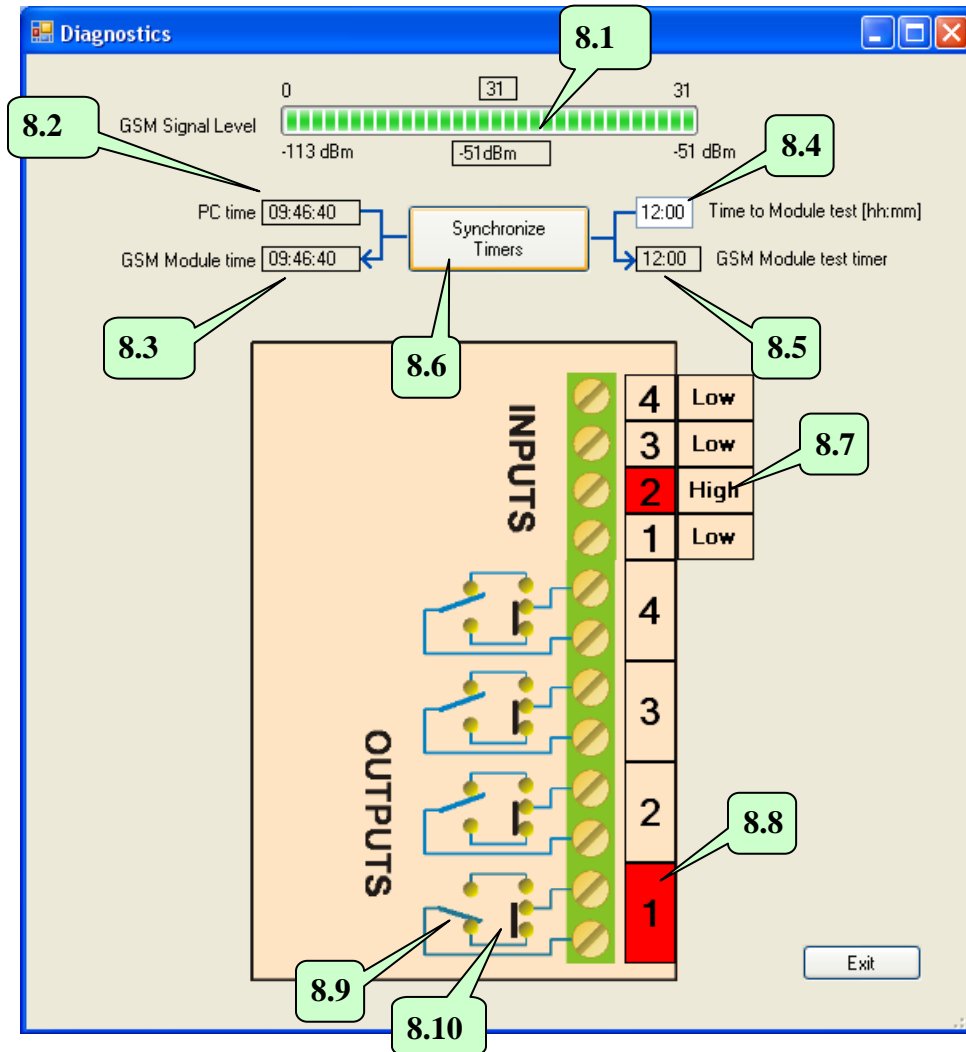 Diagnostics
8.1
0 31 31
8.2
GSM Signal Level
-113 dBm -51dBm -51 dBm
8.4
PC time 09:46:40
Synchronize
Timers
12:00 Time to Module test [hh:mm]
GSM Module time 09:46:40
12:00 GSM Module test timer
8.3
8.6
8.5
INPUTS
4 Low
3 Low
8.7
2 High
1 Low
OUTPUTS
4
3
2
8.8
1
8.9
8.10
Exit